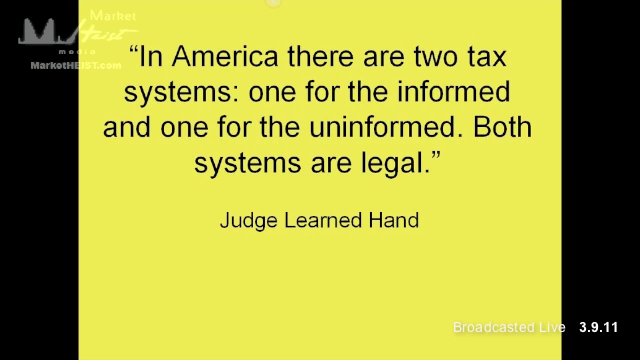 Market
M Heist
media
MarketHEIST.com
“In America there are two tax
systems: one for the informed
and one for the uninformed. Both
systems are legal.”
Judge Learned Hand
Broadcasted Live 3.9.11